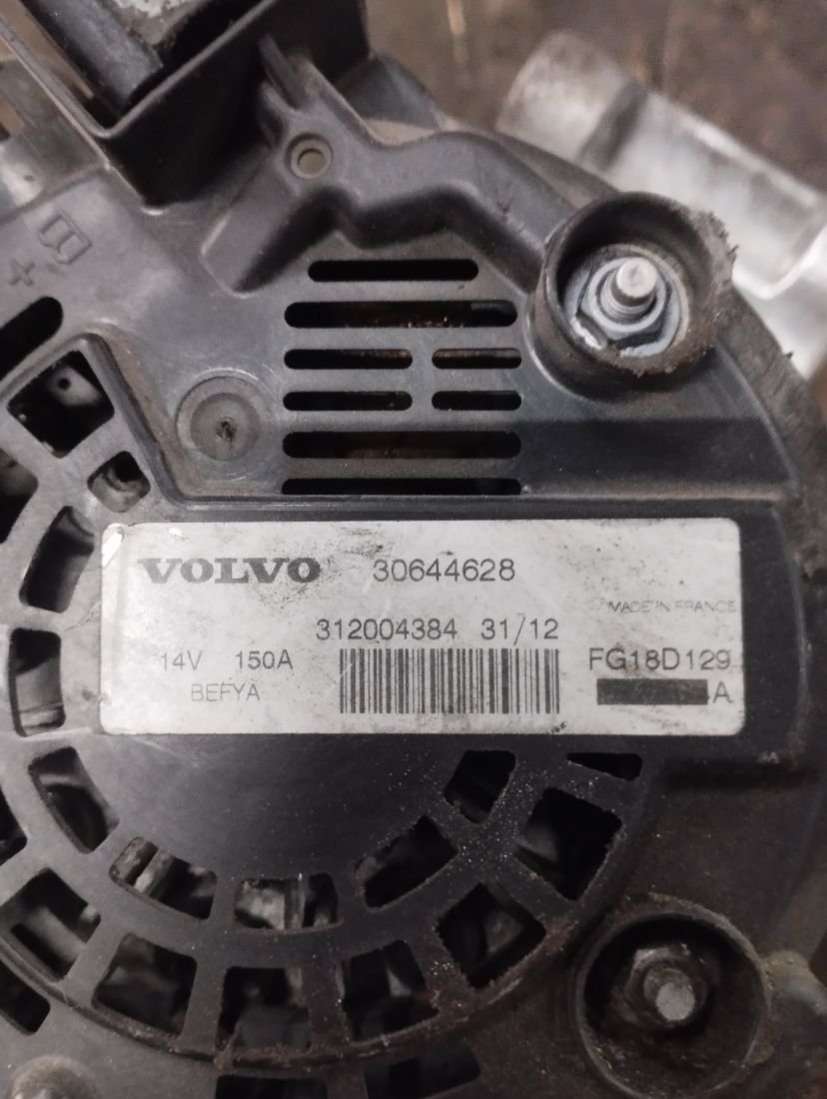 B
+
VOLVO 30644628
MADE IN FRANCE
312004384 31/12
14V 150A FG18D129
BEFYA A